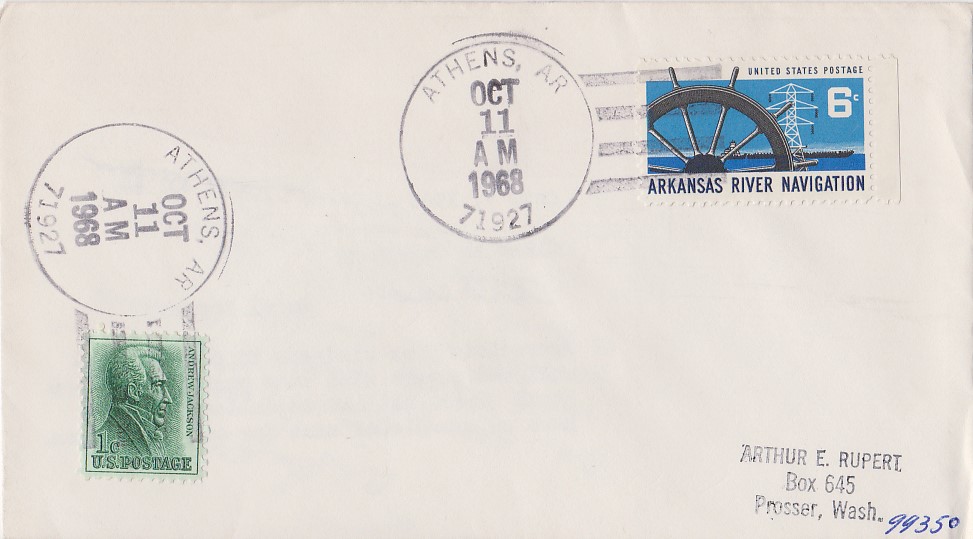 ATHENS, AR
OCT
11
AM
1968
71927
UNITED STATES POSTAGE
6c
ARKANSAS RIVER NAVIGATION
ATHENS, AR
OCT
11
AM
1968
71927
ANDREW JACKSON
1c
U.S. POSTAGE
ARTHUR E. RUPERT
Box 645
Prosser, Wash. 99350